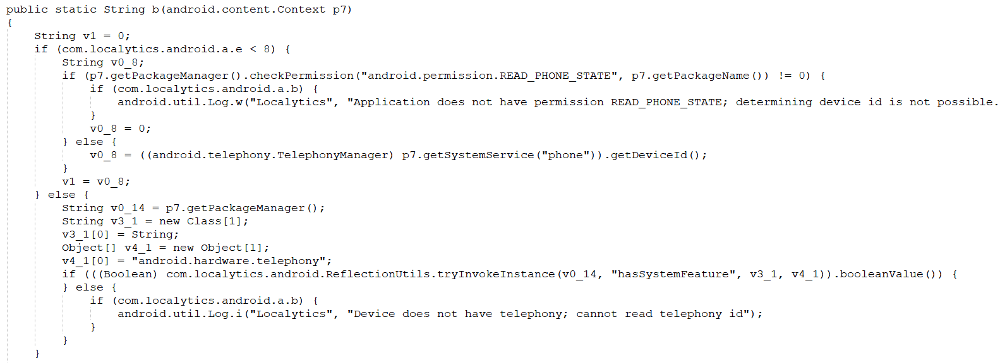 public static String b(android.content.Context p7)
{
    String v1 = 0;
    if (com.localytics.android.a.e < 8) {
        String v0_8;
        if (p7.getPackageManager().checkPermission("android.permission.READ_PHONE_STATE", p7.getPackageName()) != 0) {
            if (com.localytics.android.a.b) {
                android.util.Log.w("Localytics", "Application does not have permission READ_PHONE_STATE; determining device id is not possible.
            }
            v0_8 = 0;
        } else {
            v0_8 = ((android.telephony.TelephonyManager) p7.getSystemService("phone")).getDeviceId();
        }
        v1 = v0_8;
    } else {
        String v0_14 = p7.getPackageManager();
        String v3_1 = new Class[1];
        v3_1[0] = String;
        Object[] v4_1 = new Object[1];
        v4_1[0] = "android.hardware.telephony";
        if (((Boolean) com.localytics.android.ReflectionUtils.tryInvokeInstance(v0_14, "hasSystemFeature", v3_1, v4_1)).booleanValue()) {
        } else {
            if (com.localytics.android.a.b) {
                android.util.Log.i("Localytics", "Device does not have telephony; cannot read telephony id");
            }
        }
    }